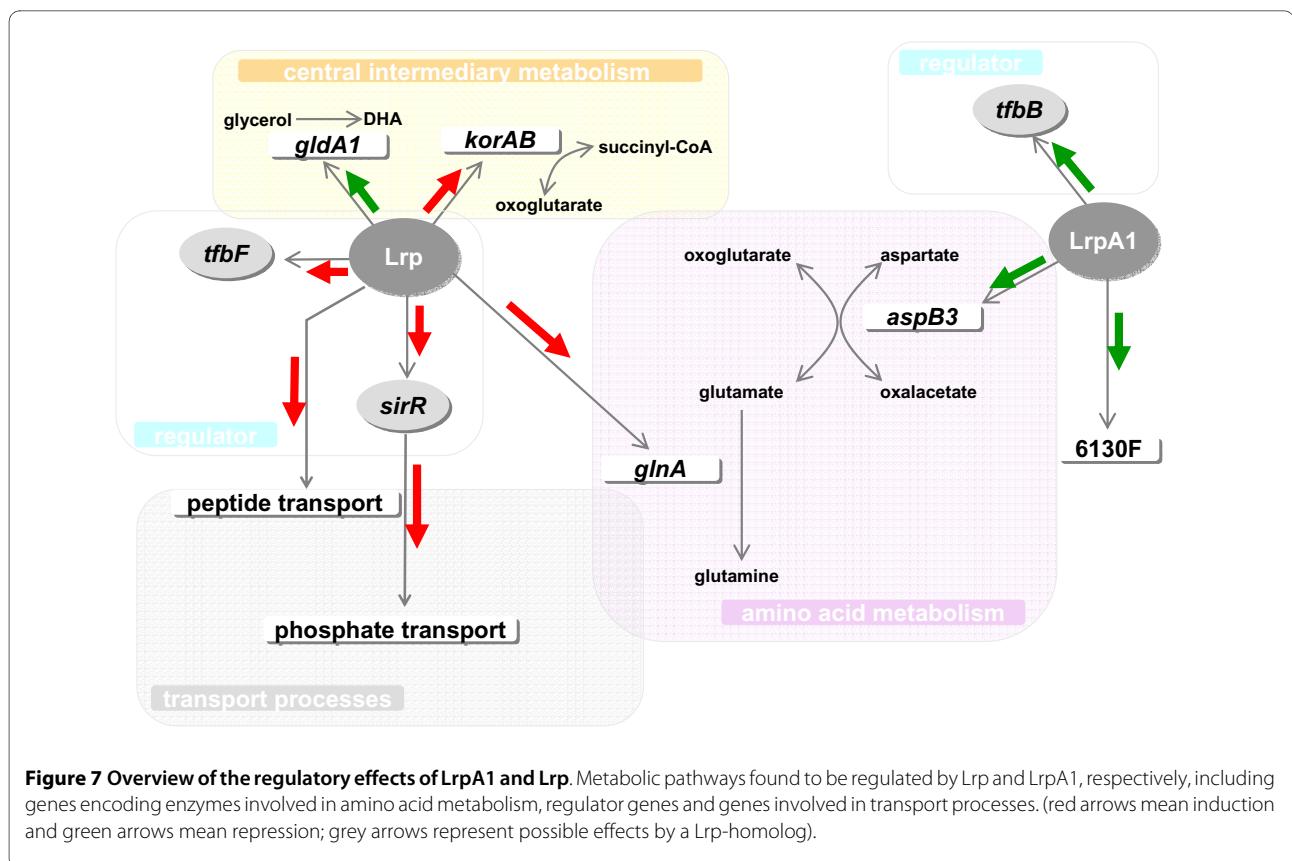 central intermediary metabolism
regulator
glycerol
DHA
gldA1
korAB
succinyl-CoA
oxoglutarate
tfbB
tfbF
Lrp
LrpA1
oxoglutarate
aspartate
aspB3
sirR
glutamate
oxalacetate
regulator
glnA
6130F
peptide transport
glutamine
amino acid metabolism
phosphate transport
transport processes
Figure 7 Overview of the regulatory effects of LrpA1 and Lrp. Metabolic pathways found to be regulated by Lrp and LrpA1, respectively, including
genes encoding enzymes involved in amino acid metabolism, regulator genes and genes involved in transport processes. (red arrows mean induction
and green arrows mean repression; grey arrows represent possible effects by a Lrp-homolog).